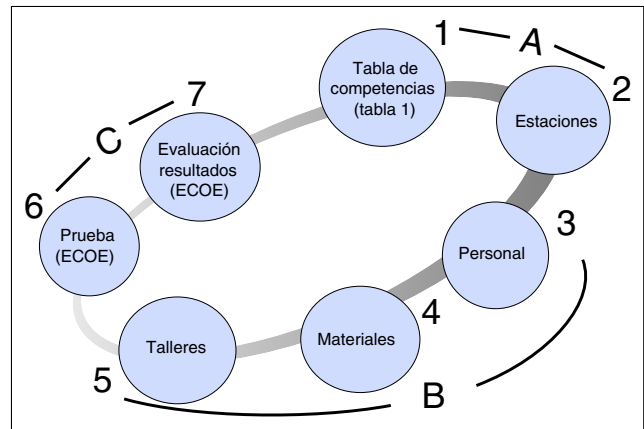 1
A
2
Tabla de
competencias
(tabla 1)
Estaciones
3
Personal
4
Materiales
B
5
Talleres
6
Prueba
(ECOE)
C
7
Evaluación
resultados
(ECOE)